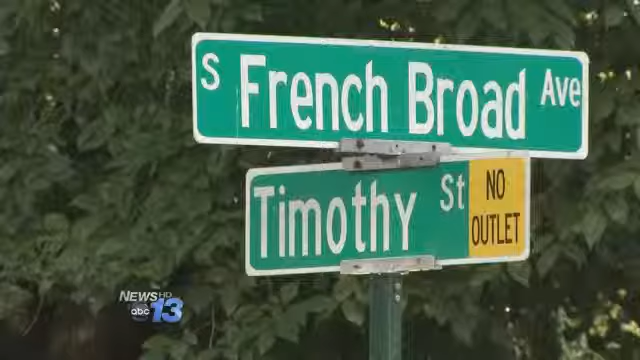 S French Broad Ave
Timothy St
NO
OUTLET
NEWS HD
abc 13